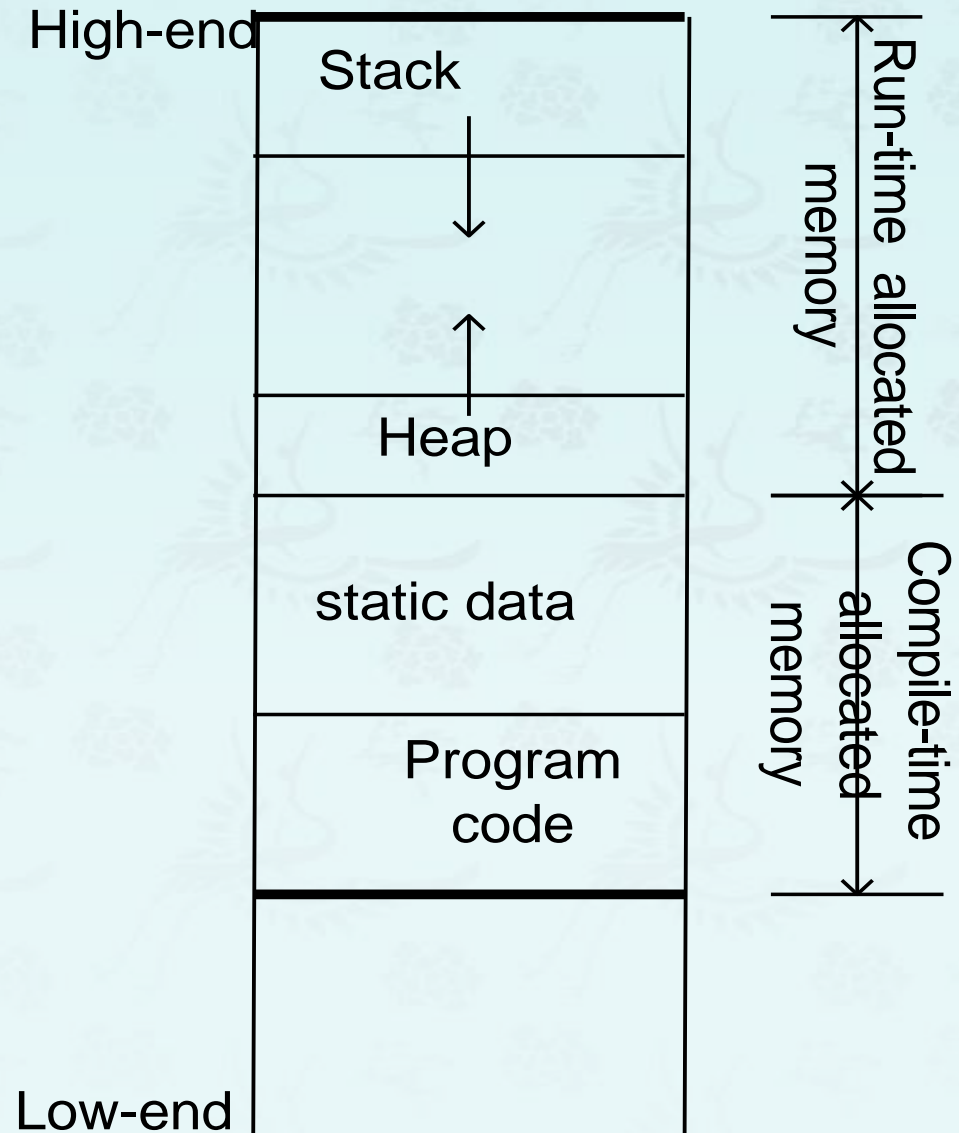 High-end
Stack
Heap
static data
Program
code
Low-end
Run-time allocated
memory
Compile-time
allocated
memory